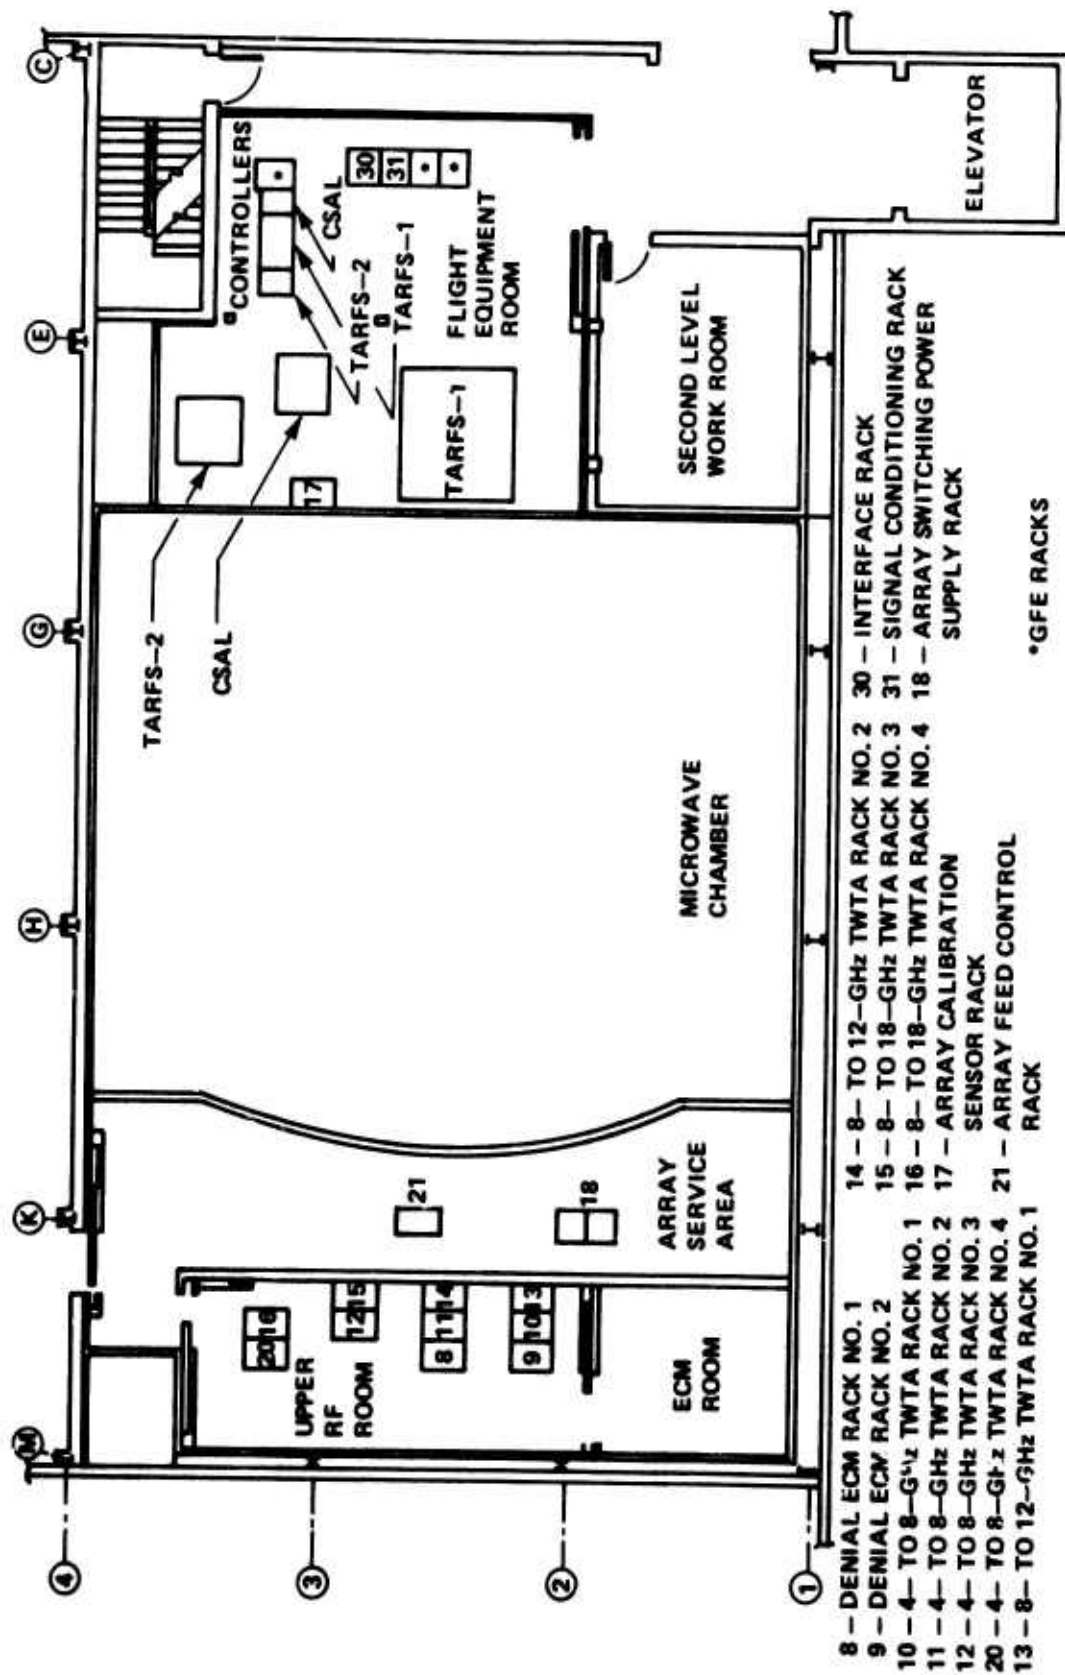 M
K
H
G
E
C
4
3
2
1
TARFS–2
CSAL
CONTROLLERS
*
CSAL
TARFS–2
TARFS–1
30
31
*
*
17
TARFS–1
FLIGHT
EQUIPMENT
ROOM
SECOND LEVEL
WORK ROOM
ELEVATOR
MICROWAVE
CHAMBER
21
18
ARRAY
SERVICE
AREA
20 16
12 15
8 11 14
9 10 13
UPPER
RF
ROOM
ECM
ROOM
8 – DENIAL ECM RACK NO. 1
9 – DENIAL ECM RACK NO. 2
10 – 4– TO 8–GHz TWTA RACK NO. 1
11 – 4– TO 8–GHz TWTA RACK NO. 2
12 – 4– TO 8–GHz TWTA RACK NO. 3
20 – 4– TO 8–GHz TWTA RACK NO. 4
13 – 8– TO 12–GHz TWTA RACK NO. 1
14 – 8– TO 12–GHz TWTA RACK NO. 2
15 – 8– TO 18–GHz TWTA RACK NO. 3
16 – 8– TO 18–GHz TWTA RACK NO. 4
17 – ARRAY CALIBRATION
SENSOR RACK
21 – ARRAY FEED CONTROL
RACK
30 – INTERFACE RACK
31 – SIGNAL CONDITIONING RACK
18 – ARRAY SWITCHING POWER
SUPPLY RACK
*GFE RACKS